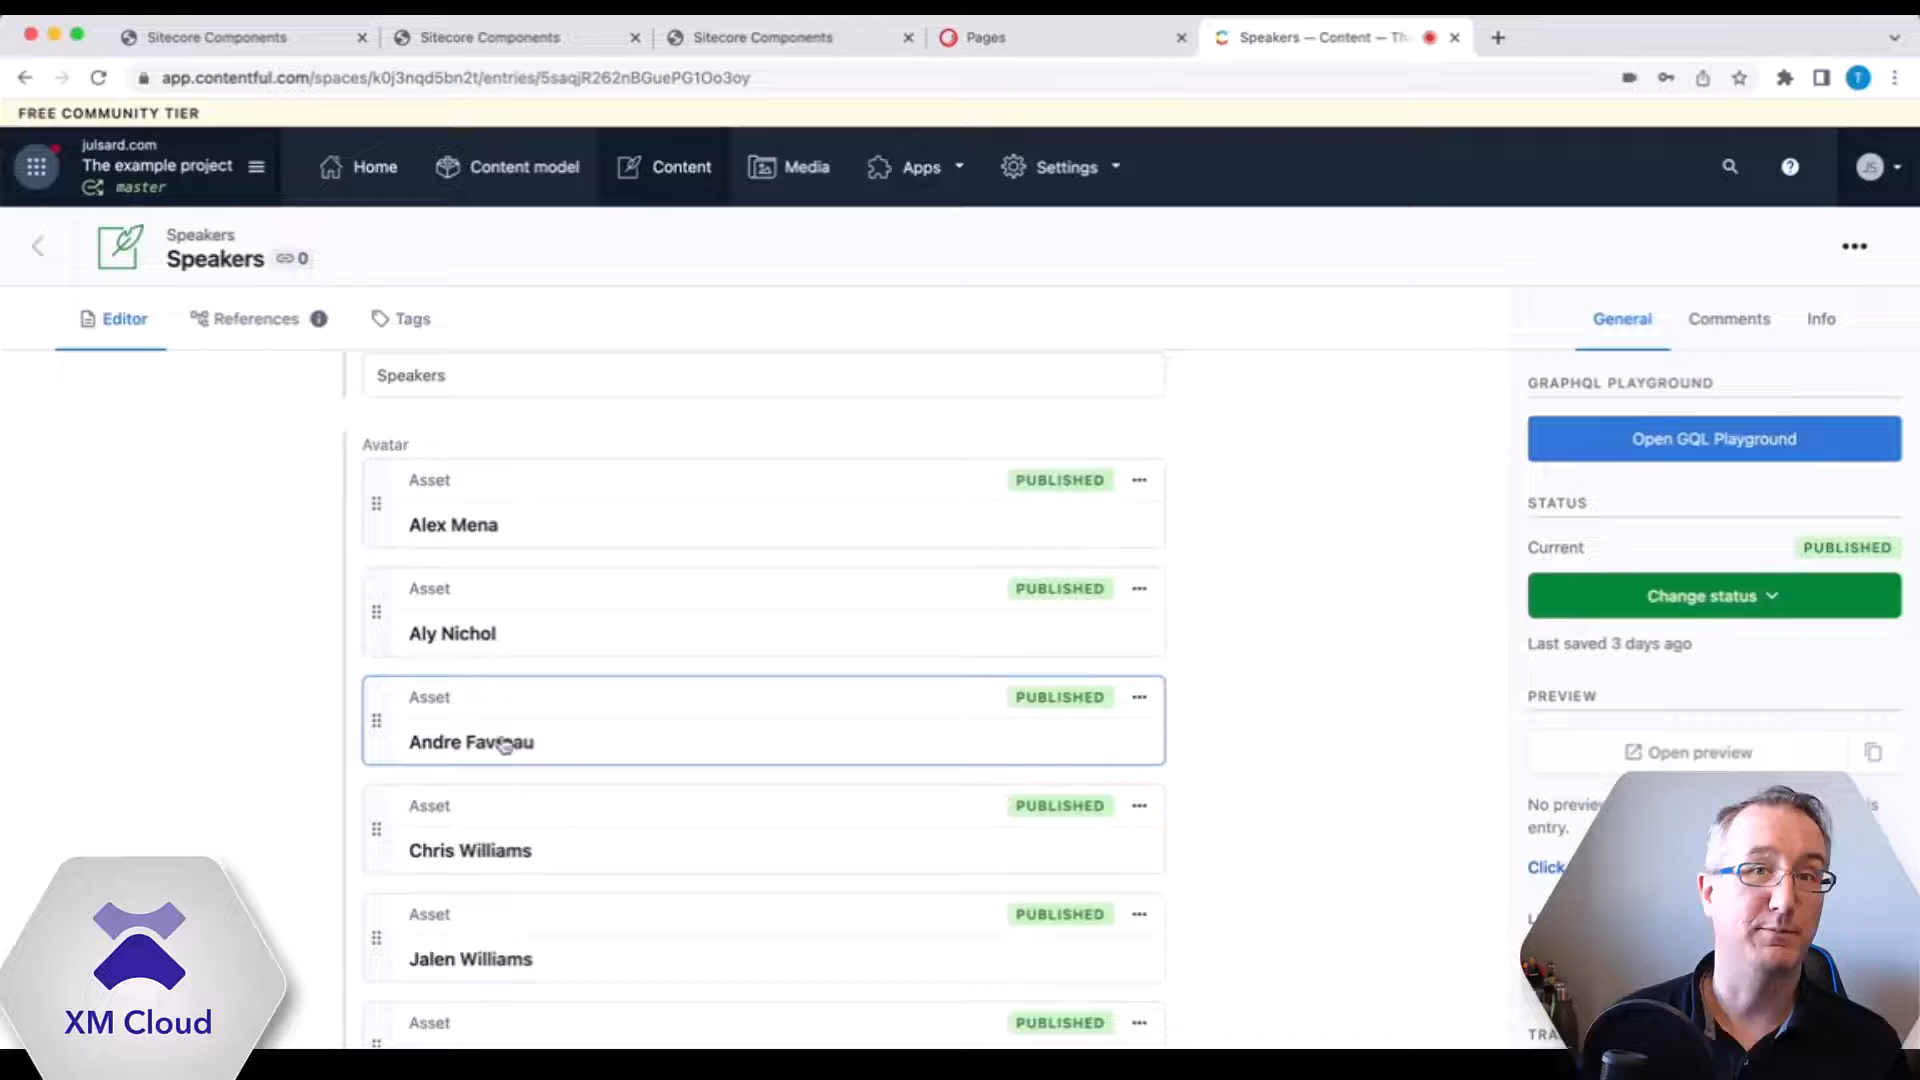 Sitecore Components
Sitecore Components
Sitecore Components
Pages
Speakers — Content — Th
app.contentful.com/spaces/k0j3nqd5bn2t/entries/5saqjR262nBGuePG1Oo3oy
T
FREE COMMUNITY TIER
julsard.com
The example project
master
Home
Content model
Content
Media
Apps
Settings
JS
Speakers
Speakers
0
Editor
References
Tags
General
Comments
Info
Speakers
Avatar
Asset
PUBLISHED
Alex Mena
Asset
PUBLISHED
Aly Nichol
Asset
PUBLISHED
Andre
Asset
PUBLISHED
Chris Williams
Asset
PUBLISHED
Jalen Williams
Asset
PUBLISHED
GRAPHQL PLAYGROUND
Open GQL Playground
STATUS
Current
PUBLISHED
Change status
Last saved 3 days ago
PREVIEW
Open preview
No
entry.
Click
XM Cloud